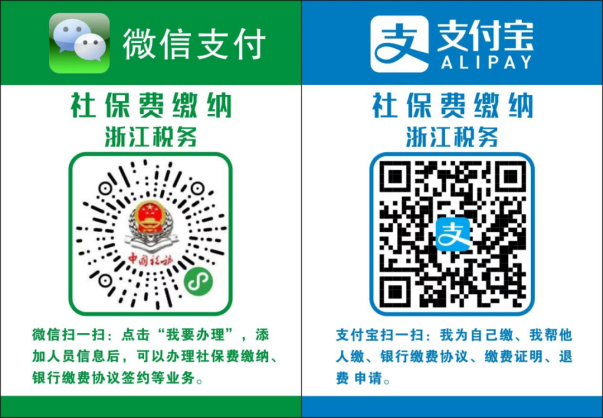 微信支付
社保费缴纳
浙江税务
中国税务
微信扫一扫：点击“我要办理”，添
加人员信息后，可以办理社保费缴纳、
银行缴费协议签约等业务。
支
支付宝
ALIPAY
社保费缴纳
浙江税务
支
支付宝扫一扫：我为自己缴、我帮他
人缴、银行缴费协议、缴费证明、退
费 申请。